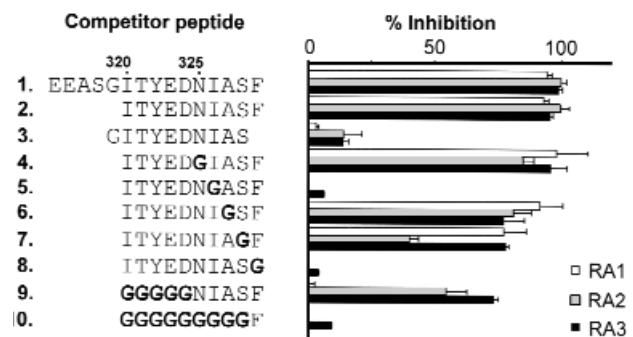 Competitor peptide % Inhibition
320 325 0 50 100
1. EEASGITYEDNIASF
2. ITYEDNIASF
3. GITYEDNIAS
4. ITYEDGIASF
5. ITYEDNGASF
6. ITYEDNIGSF
7. ITYEDNIAGF
8. ITYEDNIASG
9. GGGGGNIASF
10. GGGGGGGGGF
RA1
RA2
RA3